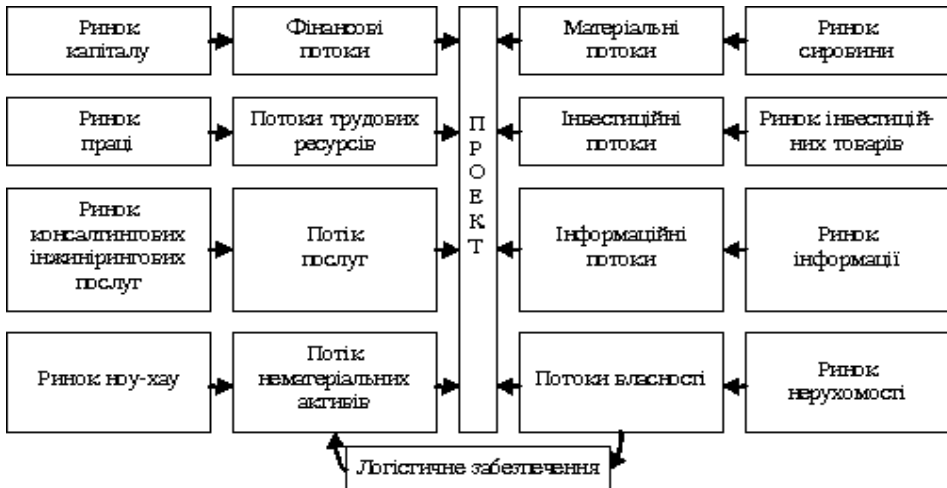 Ринок
капіталу
Фінансові
потоки
Матеріальні
потоки
Ринок
сировини
Ринок
праці
Потоки трудових
ресурсів
Інвестиційні
потоки
Ринок інвестицій-
них товарів
Ринок
консалтингових
інжинірингових
послуг
Потік
послуг
Інформаційні
потоки
Ринок
інформації
Ринок ноу-хау
Потік
нематеріальних
активів
Потоки власності
Ринок
нерухомості
П
Р
О
Е
К
Т
Логістичне забезпечення